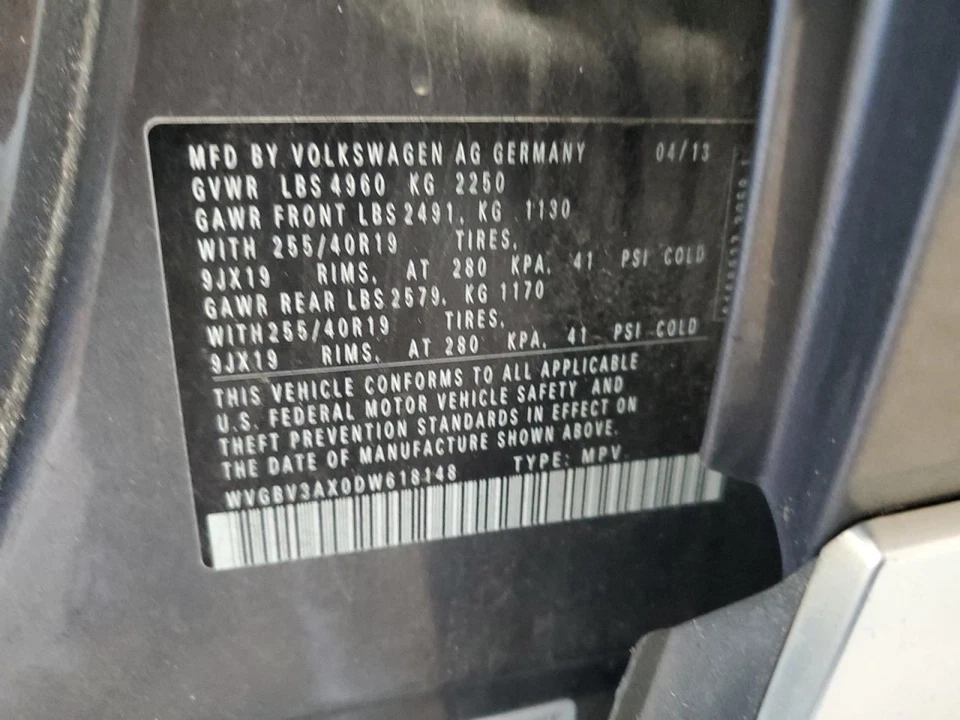 MFD BY VOLKSWAGEN AG GERMANY 04/13
GVWR LBS 4960 KG 2250
GAWR FRONT LBS 2491, KG 1130
WITH 255/40R19 TIRES,
9JX19 RIMS, AT 280 KPA, 41 PSI COLD
GAWR REAR LBS 2579, KG 1170
WITH 255/40R19 TIRES,
9JX19 RIMS, AT 280 KPA, 41 PSI COLD
THIS VEHICLE CONFORMS TO ALL APPLICABLE
U.S. FEDERAL MOTOR VEHICLE SAFETY AND
THEFT PREVENTION STANDARDS IN EFFECT ON
THE DATE OF MANUFACTURE SHOWN ABOVE.
WVGBV3AX0DW618148 TYPE: MPV